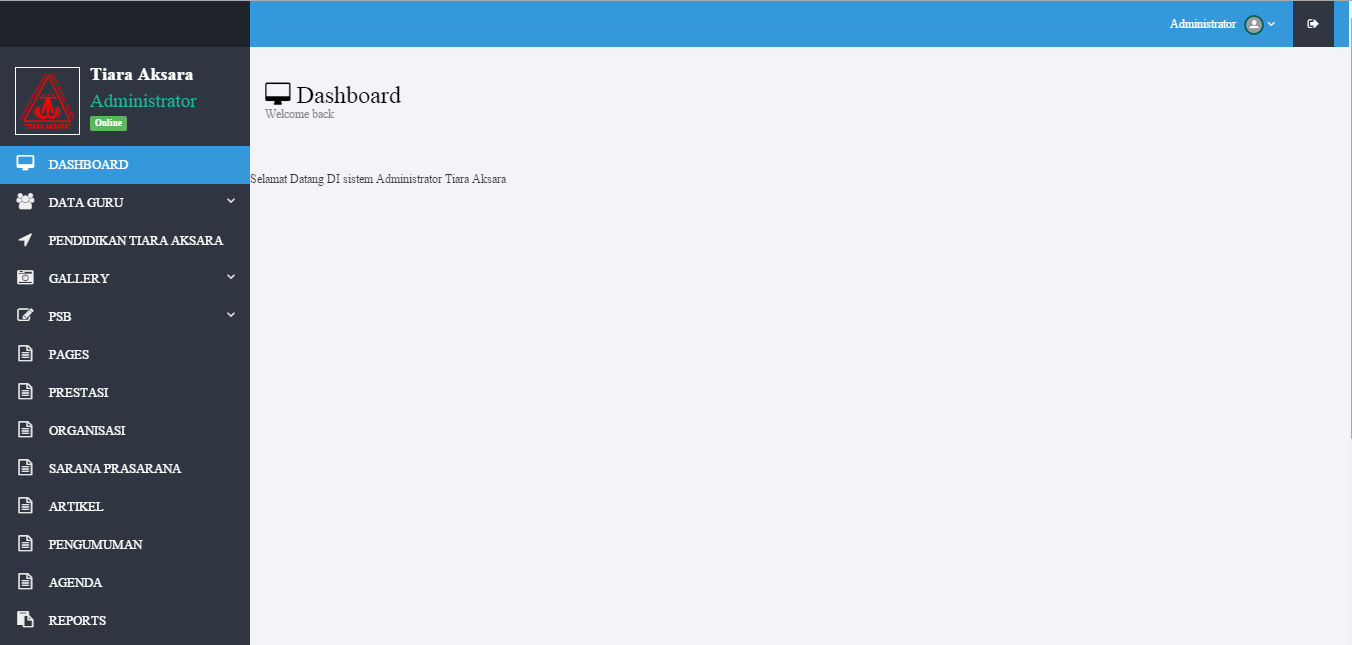 Administrator
Tiara Aksara
Administrator
Online
TIARA AKSARA
Dashboard
Welcome back
Selamat Datang DI sistem Administrator Tiara Aksara
DASHBOARD
DATA GURU
PENDIDIKAN TIARA AKSARA
GALLERY
PSB
PAGES
PRESTASI
ORGANISASI
SARANA PRASARANA
ARTIKEL
PENGUMUMAN
AGENDA
REPORTS